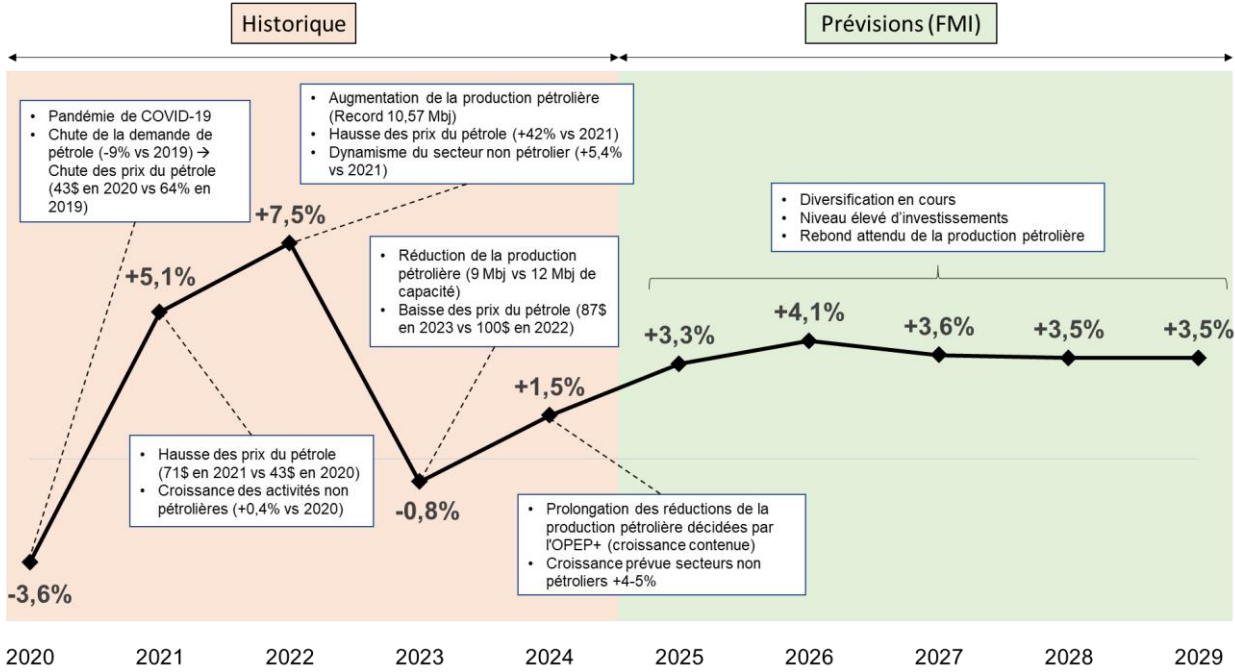 Historique
Prévisions (FMI)
• Pandémie de COVID-19
• Chute de la demande de
pétrole (-9% vs 2019) →
Chute des prix du pétrole
(43$ en 2020 vs 64% en
2019)
• Augmentation de la production pétrolière
(Record 10,57 Mbj)
• Hausse des prix du pétrole (+42% vs 2021)
• Dynamisme du secteur non pétrolier (+5,4%
vs 2021)
• Diversification en cours
• Niveau élevé d'investissements
• Rebond attendu de la production pétrolière
+7,5%
• Réduction de la production
pétrolière (9 Mbj vs 12 Mbj de
capacité)
• Baisse des prix du pétrole (87$
en 2023 vs 100$ en 2022)
+5,1%
+3,3%
+4,1%
+3,6%
+3,5%
+3,5%
+1,5%
• Hausse des prix du pétrole
(71$ en 2021 vs 43$ en 2020)
• Croissance des activités non
pétrolières (+0,4% vs 2020)
-0,8%
• Prolongation des réductions de la
production pétrolière décidées par
l'OPEP+ (croissance contenue)
• Croissance prévue secteurs non
pétroliers +4-5%
-3,6%
2020 2021 2022 2023 2024 2025 2026 2027 2028 2029